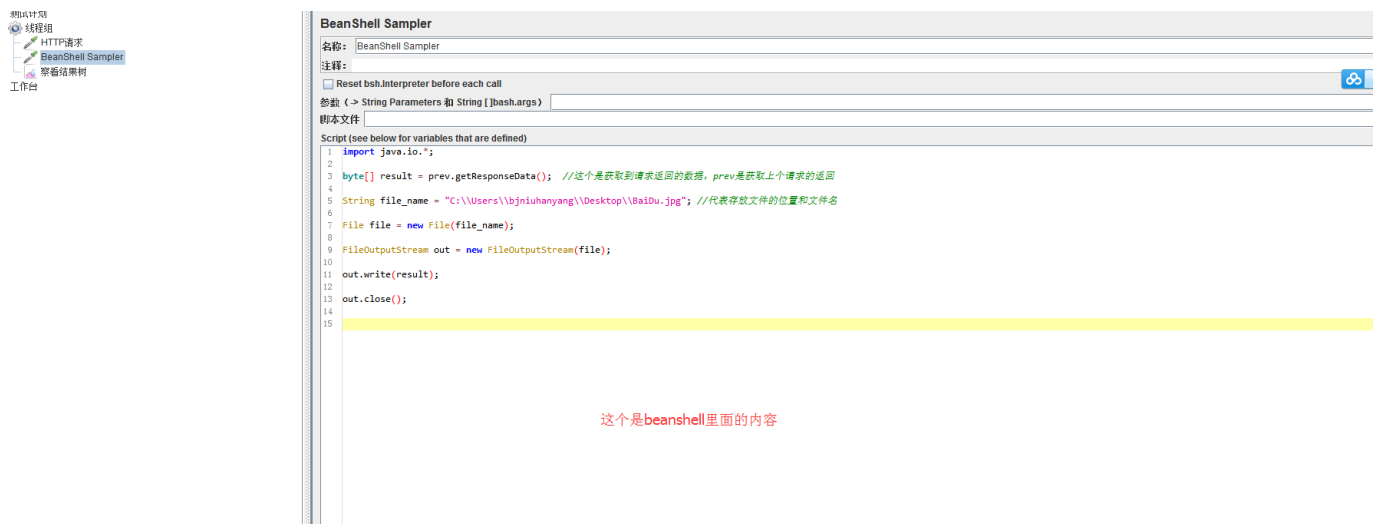 测试计划
线程组
HTTP请求
BeanShell Sampler
察看结果树
工作台
BeanShell Sampler
名称： BeanShell Sampler
注释：
Reset bsh.Interpreter before each call
参数（-> String Parameters 和 String []bash.args）
脚本文件
Script (see below for variables that are defined)
1 import java.io.*;
2
3 byte[] result = prev.getResponseData(); //这个是获取到请求返回的数据，prev是获取上个请求的返回
4
5 String file_name = "C:\\Users\\bjniuhanyang\\Desktop\\BaiDu.jpg"; //代表存放文件的位置和文件名
6
7 File file = new File(file_name);
8
9 FileOutputStream out = new FileOutputStream(file);
10
11 out.write(result);
12
13 out.close();
14
15
这个是beanshell里面的内容